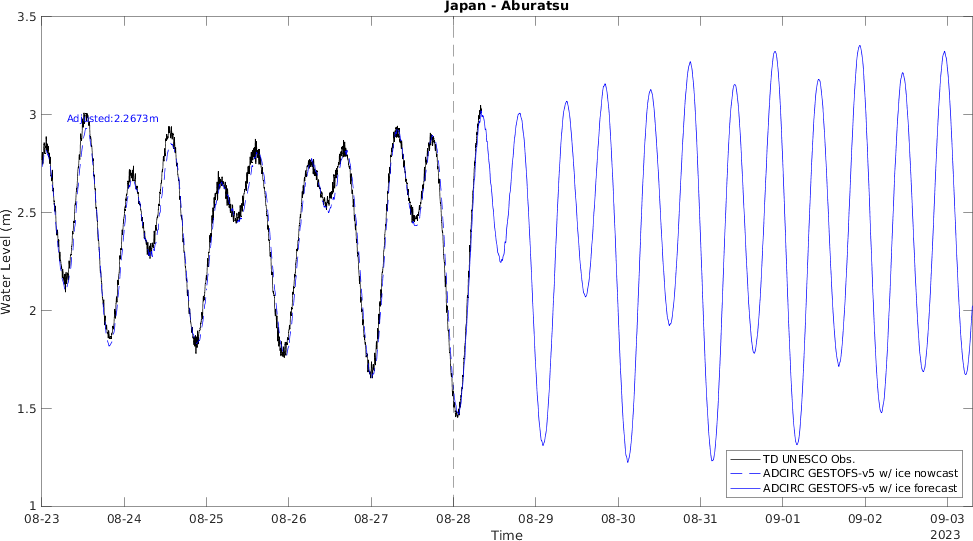 Japan - Aburatsu
3.5
3
2.5
2
1.5
1
Water Level (m)
Adjusted:2.2673m
TD UNESCO Obs.
ADCIRC GESTOFS-v5 w/ ice nowcast
ADCIRC GESTOFS-v5 w/ ice forecast
08-23 08-24 08-25 08-26 08-27 08-28 08-29 08-30 08-31 09-01 09-02 09-03
2023
Time